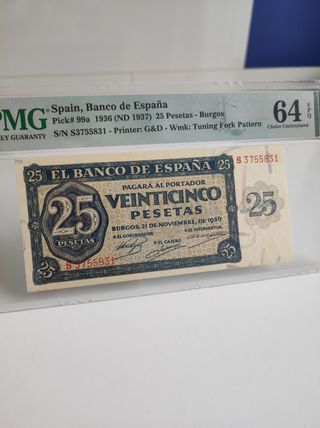 PMG Spain, Banco de España
KEY GUARANTY Pick# 99a 1936 (ND 1937) 25 Pesetas - Burgos
S/N S3755831 - Printer: G&D - Wmk: Tuning Fork Pattern
64 EPQ
Choice Uncirculated
25 EL BANCO DE ESPAÑA
PAGARÁ AL PORTADOR
S 3755831
VEINTICINCO
PESETAS
25
PESETAS
25
BURGOS, 21 DE NOVIEMBRE, DE 1936
P. EL GOBERNADOR
P. EL CAJERO
P. EL INTERVENTOR
S 3755831
25